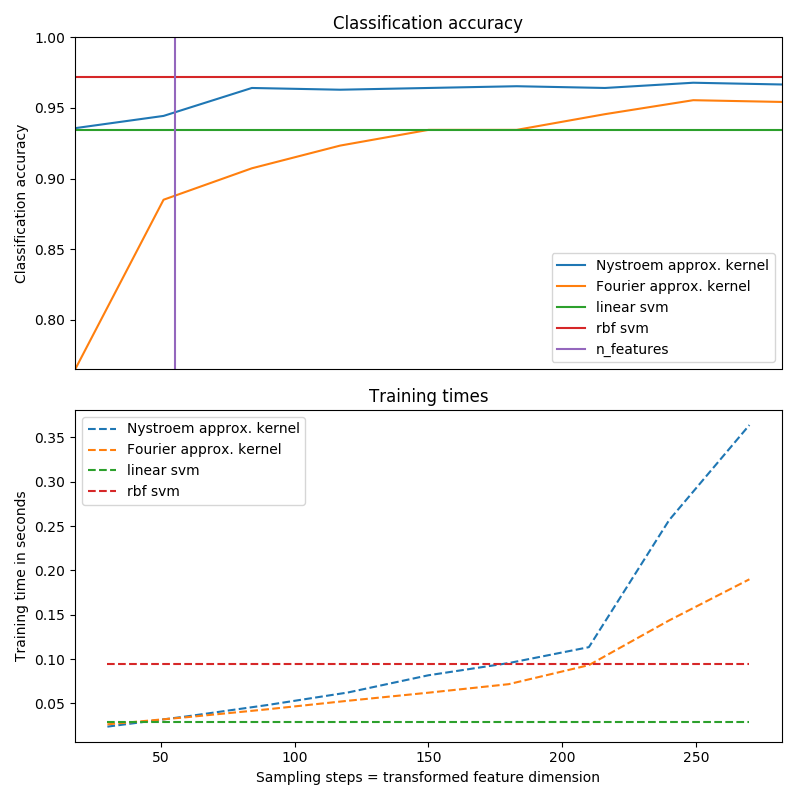 Classification accuracy
1.00
0.95
0.90
0.85
0.80
Classification accuracy
Nystroem approx. kernel
Fourier approx. kernel
linear svm
rbf svm
n_features
Training times
0.35
0.30
0.25
0.20
0.15
0.10
0.05
Training time in seconds
Nystroem approx. kernel
Fourier approx. kernel
linear svm
rbf svm
50 100 150 200 250
Sampling steps = transformed feature dimension